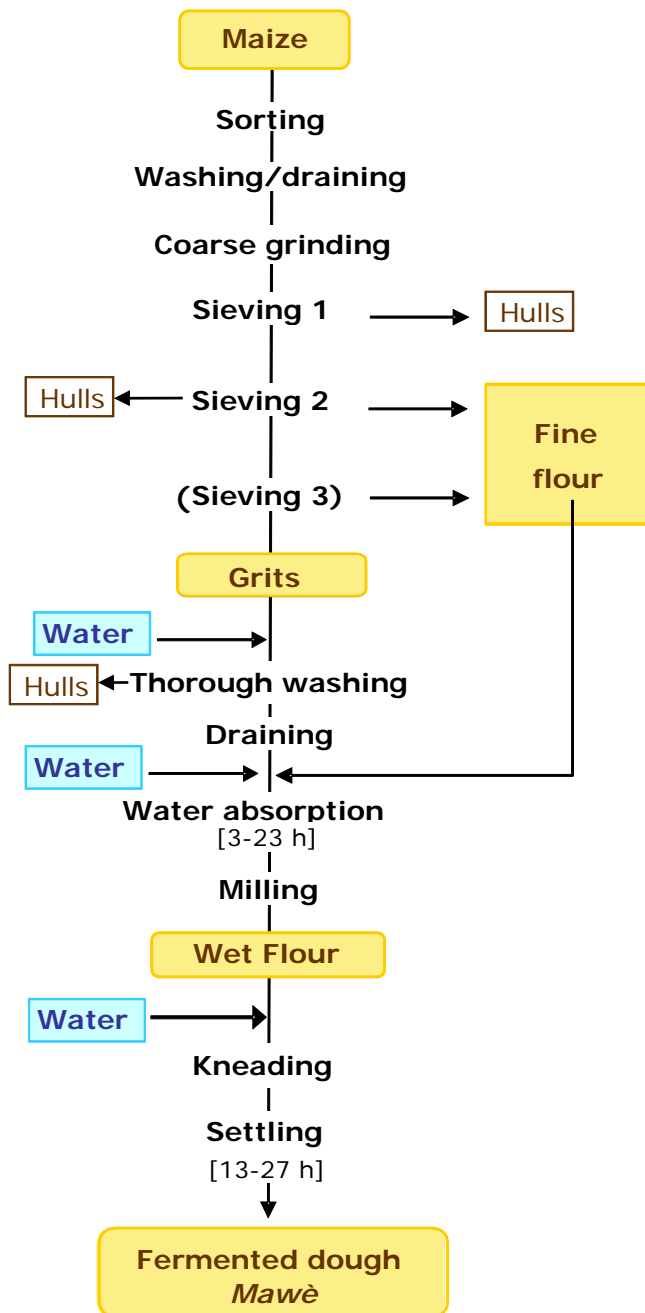 Maize
Sorting
Washing/draining
Coarse grinding
Sieving 1
Hulls
Hulls
Sieving 2
Fine
flour
(Sieving 3)
Grits
Water
Hulls
Thorough washing
Draining
Water
Water absorption
[3-23 h]
Milling
Wet Flour
Water
Kneading
Settling
[13-27 h]
Fermented dough
Mawè